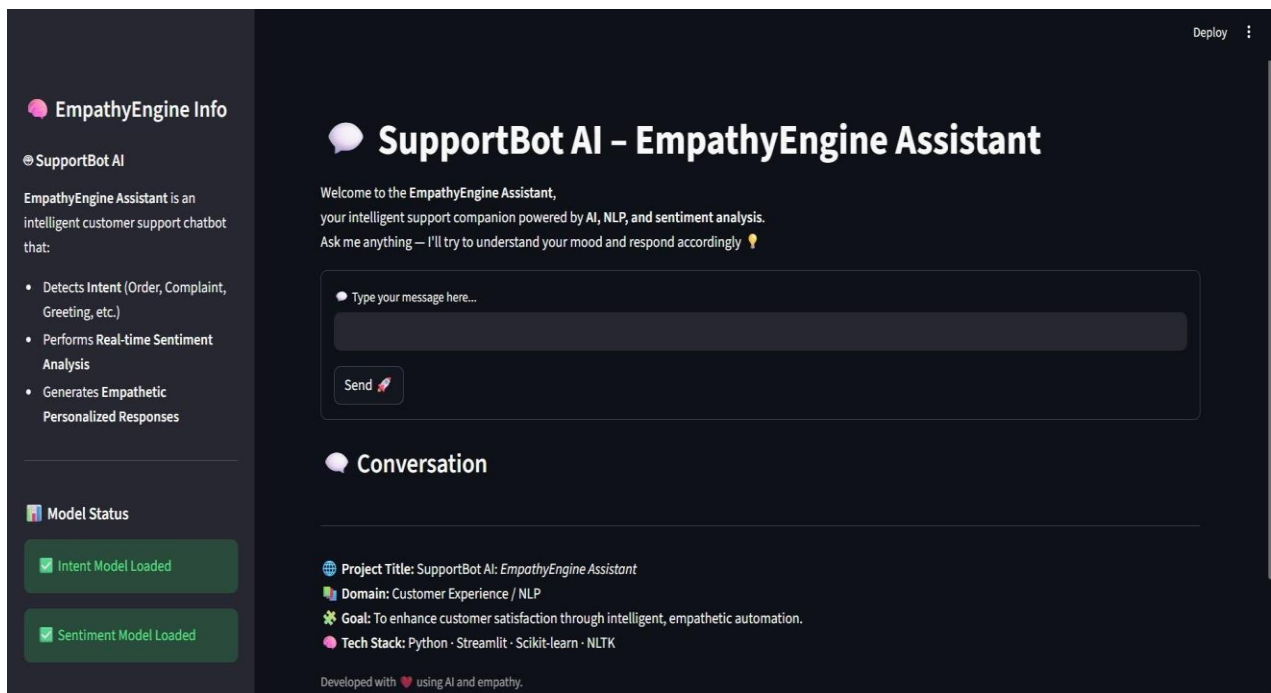 Deploy
EmpathyEngine Info
SupportBot AI
EmpathyEngine Assistant is an
intelligent customer support chatbot
that:
Detects Intent (Order, Complaint,
Greeting, etc.)
Performs Real-time Sentiment
Analysis
Generates Empathetic
Personalized Responses
Model Status
Intent Model Loaded
Sentiment Model Loaded
SupportBot AI – EmpathyEngine Assistant
Welcome to the EmpathyEngine Assistant,
your intelligent support companion powered by AI, NLP, and sentiment analysis.
Ask me anything — I'll try to understand your mood and respond accordingly 💡
💬 Type your message here...
Send 🚀
Conversation
Project Title: SupportBot AI: EmpathyEngine Assistant
Domain: Customer Experience / NLP
Goal: To enhance customer satisfaction through intelligent, empathetic automation.
Tech Stack: Python · Streamlit · Scikit-learn · NLTK
Developed with ❤️ using AI and empathy.